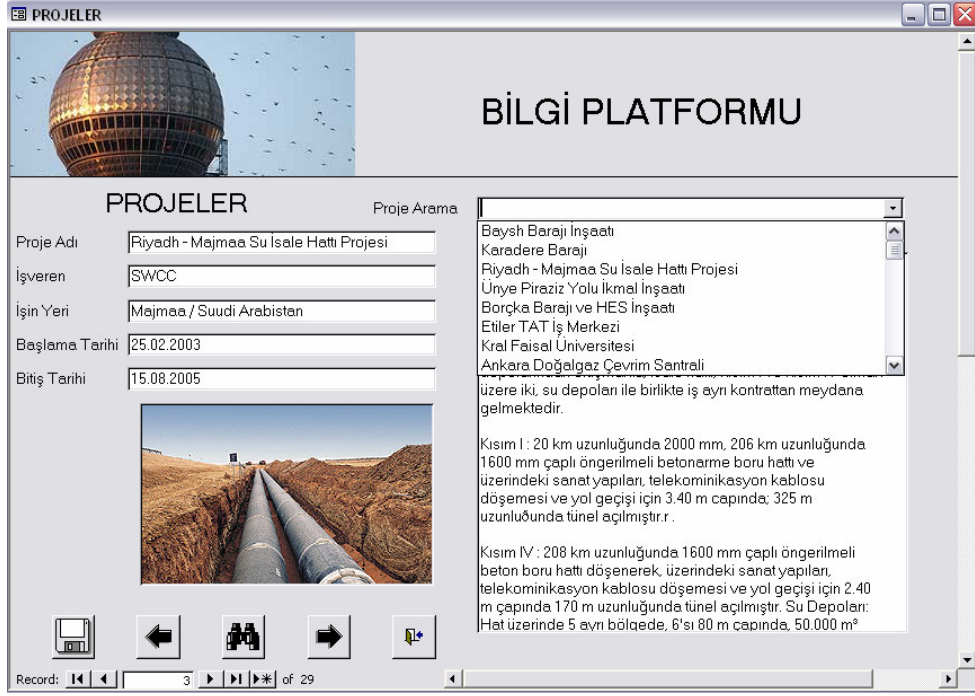 PROJELER
BİLGİ PLATFORMU
PROJELER
Proje Arama
Proje Adı
Riyadh - Majmaa Su İsale Hattı Projesi
İşveren
SWCC
İşin Yeri
Majmaa / Suudi Arabistan
Başlama Tarihi
25.02.2003
Bitiş Tarihi
15.08.2005
Baysh Barajı İnşaatı
Karadere Barajı
Riyadh - Majmaa Su İsale Hattı Projesi
Ünye Piraziz Yolu İkmal İnşaatı
Borçka Barajı ve HES İnşaatı
Etiler TAT İş Merkezi
Kral Faisal Üniversitesi
Ankara Doğalgaz Çevrim Santrali
üzere iki, su depoları ile birlikte iş ayrı kontrattan meydana
gelmektedir.
Kısım I : 20 km uzunluğunda 2000 mm, 206 km uzunluğunda
1600 mm çaplı öngerilmeli betonarme boru hattı ve
üzerindeki sanat yapıları, telekominikasyon kablosu
döşemesi ve yol geçişi için 3.40 m capında; 325 m
uzunluðunda tünel açılmıştır.r .
Kısım IV : 208 km uzunluğunda 1600 mm çaplı öngerilmeli
beton boru hattı döşenerek, üzerindeki sanat yapıları,
telekominikasyon kablosu döşemesi ve yol geçişi için 2.40
m çapında 170 m uzunluğunda tünel açılmıştır. Su Depoları:
Hat üzerinde 5 ayrı bölgede, 6'sı 80 m çapında, 50.000 m³
Record: 3 of 29